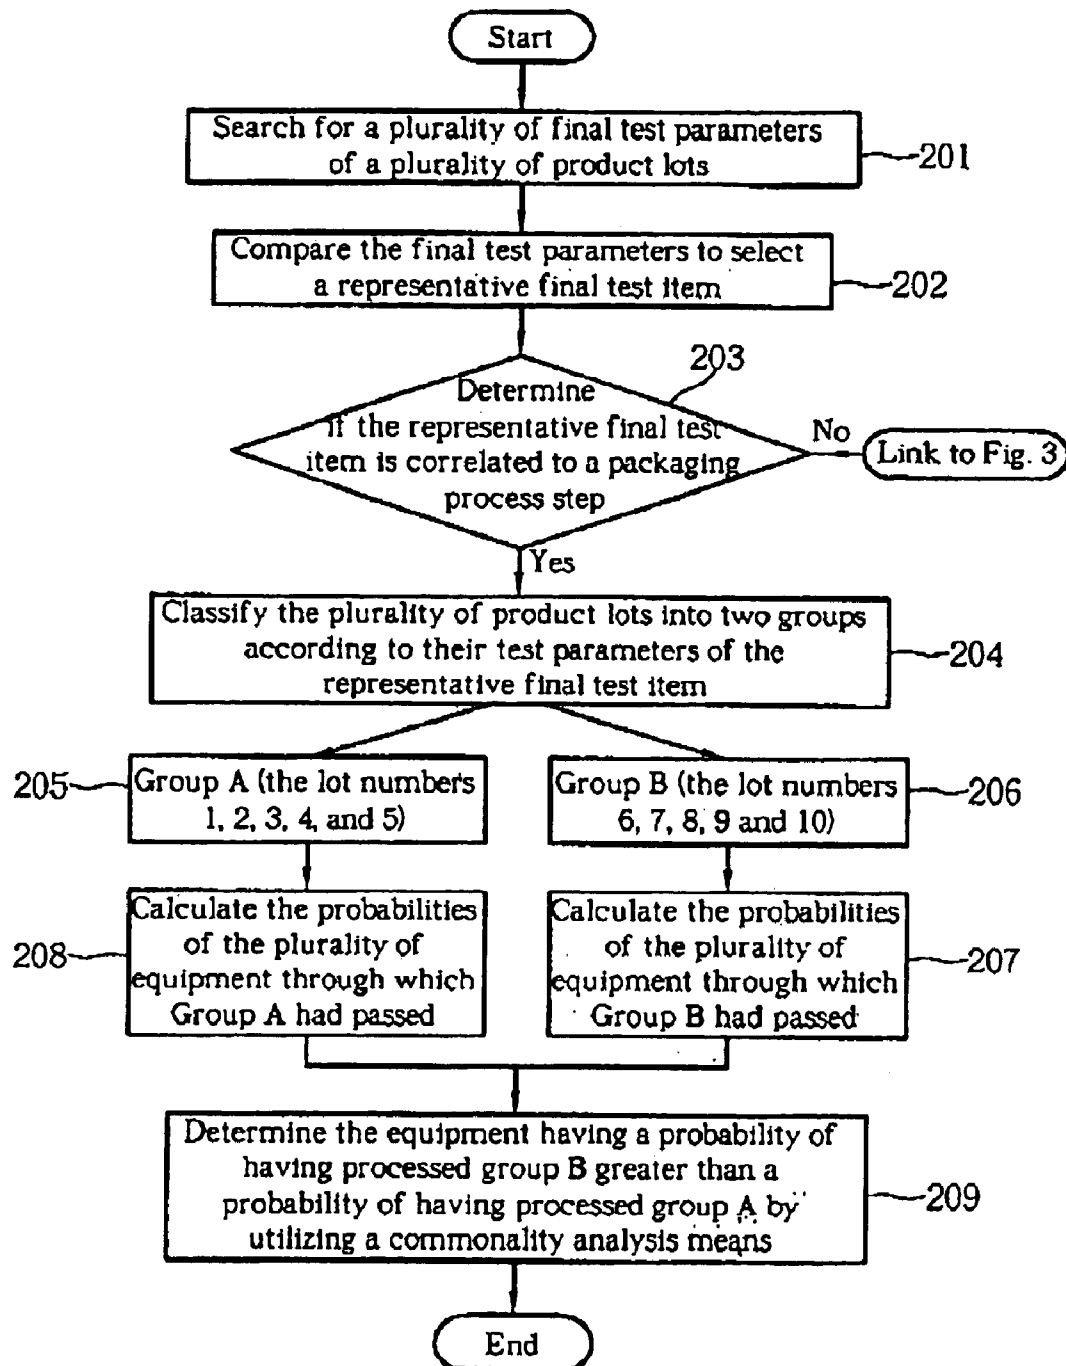 Start
Search for a plurality of final test parameters
of a plurality of product lots
201
Compare the final test parameters to select
a representative final test item
202
203
Determine
if the representative final test
item is correlated to a packaging
process step
No
Link to Fig. 3
Yes
Classify the plurality of product lots into two groups
according to their test parameters of the
representative final test item
204
205
Group A (the lot numbers
1, 2, 3, 4, and 5)
Group B (the lot numbers
6, 7, 8, 9 and 10)
206
208
Calculate the probabilities
of the plurality of
equipment through which
Group A had passed
Calculate the probabilities
of the plurality of
equipment through which
Group B had passed
207
Determine the equipment having a probability of
having processed group B greater than a
probability of having processed group A by
utilizing a commonality analysis means
209
End